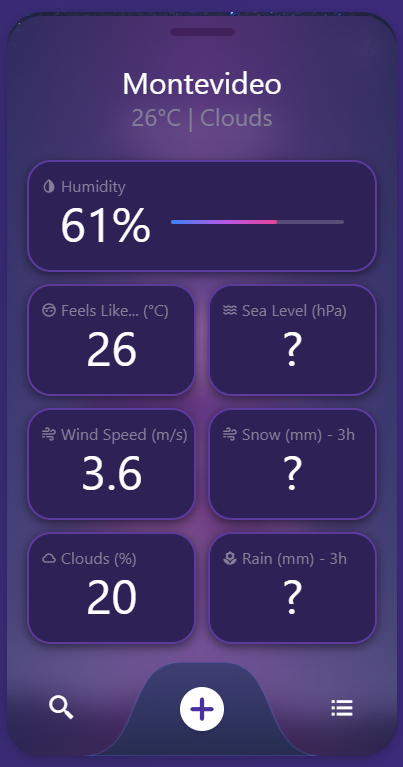 Montevideo
26°C | Clouds
Humidity
61%
Feels Like... (°C)
26
Sea Level (hPa)
?
Wind Speed (m/s)
3.6
Snow (mm) - 3h
?
Clouds (%)
20
Rain (mm) - 3h
?